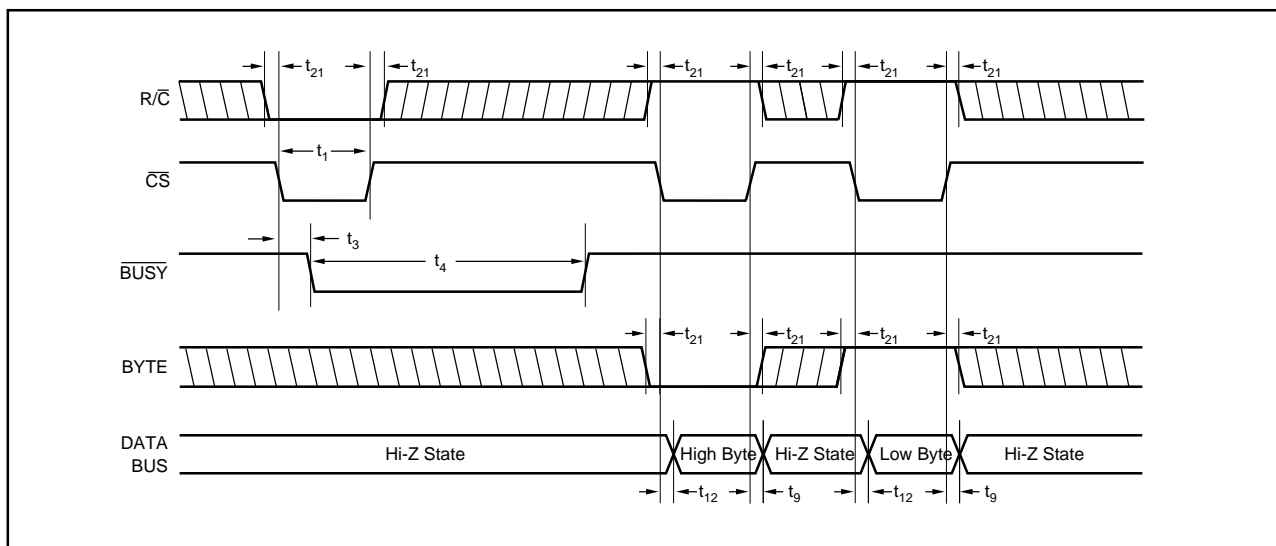 t21 t21 t21 t21 t21 t21
R/C̅
t1
C̅S̅
t3
t4
B̅U̅S̅Y̅
t21 t21 t21 t21
BYTE
DATA BUS
Hi-Z State High Byte Hi-Z State Low Byte Hi-Z State
t12 t9 t12 t9